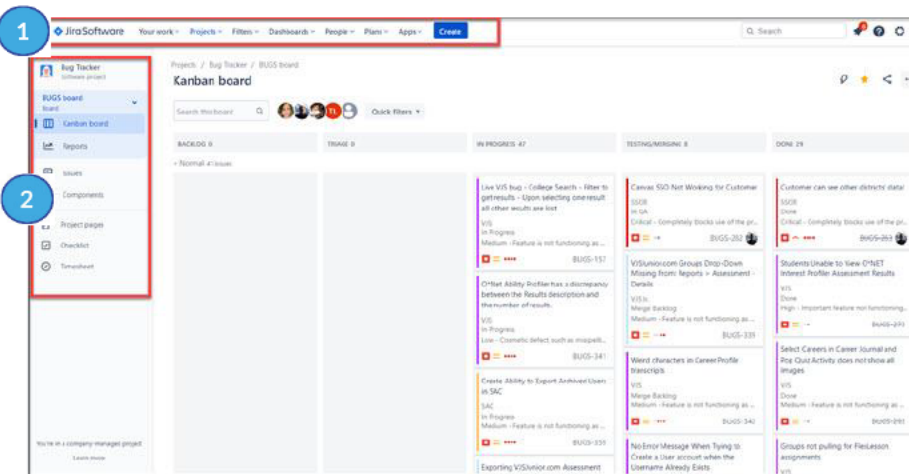 1
Jira Software
Your work
Projects
Filters
Dashboards
People
Plans
Apps
Create
Search
Bug Tracker
Software project
Projects / Bug Tracker / BUGS board
Kanban board
BUGS board
Board
Search this board
TL
Quick filters
Kanban board
Reports
Issues
2
Components
Project pages
Checklist
Timesheet
You're in a company-managed project
Learn more
BACKLOG 0
TRIAGE 0
IN PROGRESS 47
TESTING/MERGING 8
DONE 29
Normal 47 issues
Live VJS bug - College Search - Filter to
get results - Upon selecting one result
all other results are lost
VJS
In Progress
Medium - Feature is not functioning as ...
BUGS-157
O*Net Ability Profiler has a discrepancy
between the Results description and
the number of results.
VJS
In Progress
Low - Cosmetic defect, such as misspelli...
BUGS-341
Create Ability to Export Archived Users
in SAC
SAC
In Progress
Medium - Feature is not functioning as ...
Exporting VJSJunior.com Assessment
Canvas SSO Not Working for Customer
SSOB
In QA
Critical - Completely blocks use of the pr...
BUGS-262
VJSJunior.com Groups Drop-Down
Missing from Reports > Assessment -
Details
Merge Backlog
Medium - Feature is not functioning as ...
BUGS-339
Weird characters in Career Profile
transcripts
VJS
Merge Backlog
Medium - Feature is not functioning as ...
BUGS-340
No Error Message When Trying to
Create a User account when the
Username Already Exists
Customer can see other districts' data!
SSOB
Done
Critical - Completely blocks use of the pr...
BUGS-263
Students Unable to View O*NET
Interest Profiler Assessment Results
VJS
Done
High - Important feature not functioning...
Select Careers in Career Journal and
Pop Quiz Activity does not show all
images
VJS
Done
Medium - Feature is not functioning as ...
Groups not pulling for FlexLesson
assignments
VJS